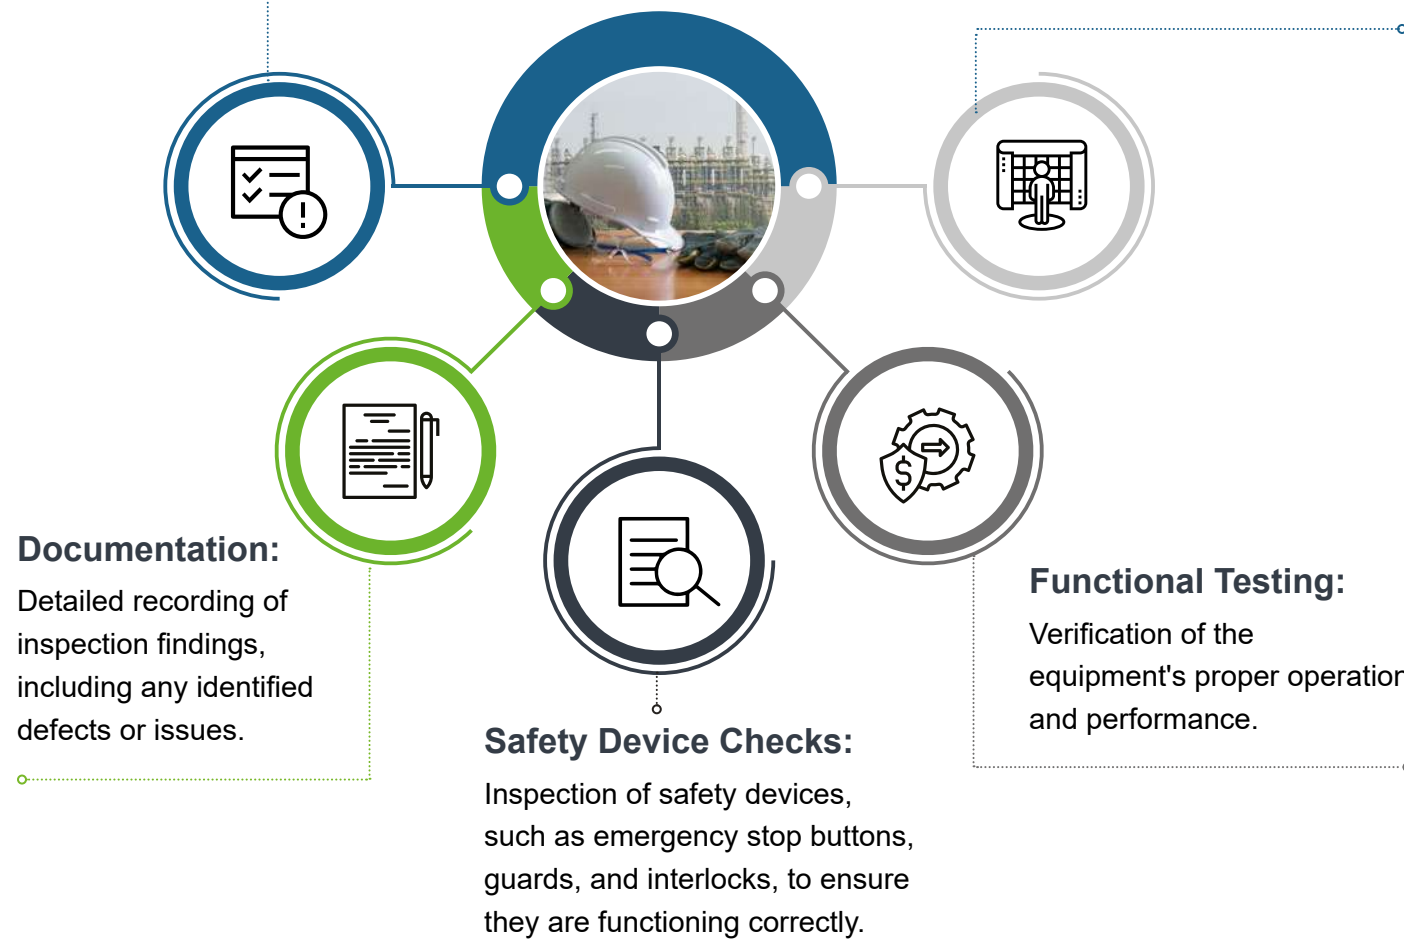 Documentation:
Detailed recording of
inspection findings,
including any identified
defects or issues.
Safety Device Checks:
Inspection of safety devices,
such as emergency stop buttons,
guards, and interlocks, to ensure
they are functioning correctly.
Functional Testing:
Verification of the
equipment's proper operation
and performance.